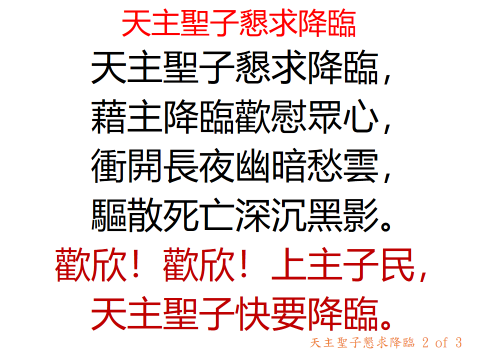 天主聖子懇求降臨
天主聖子懇求降臨，
藉主降臨歡慰眾心，
衝開長夜幽暗愁雲，
驅散死亡深沉黑影。
歡欣！歡欣！上主子民，
天主聖子快要降臨。
天主聖子懇求降臨 2 of 3